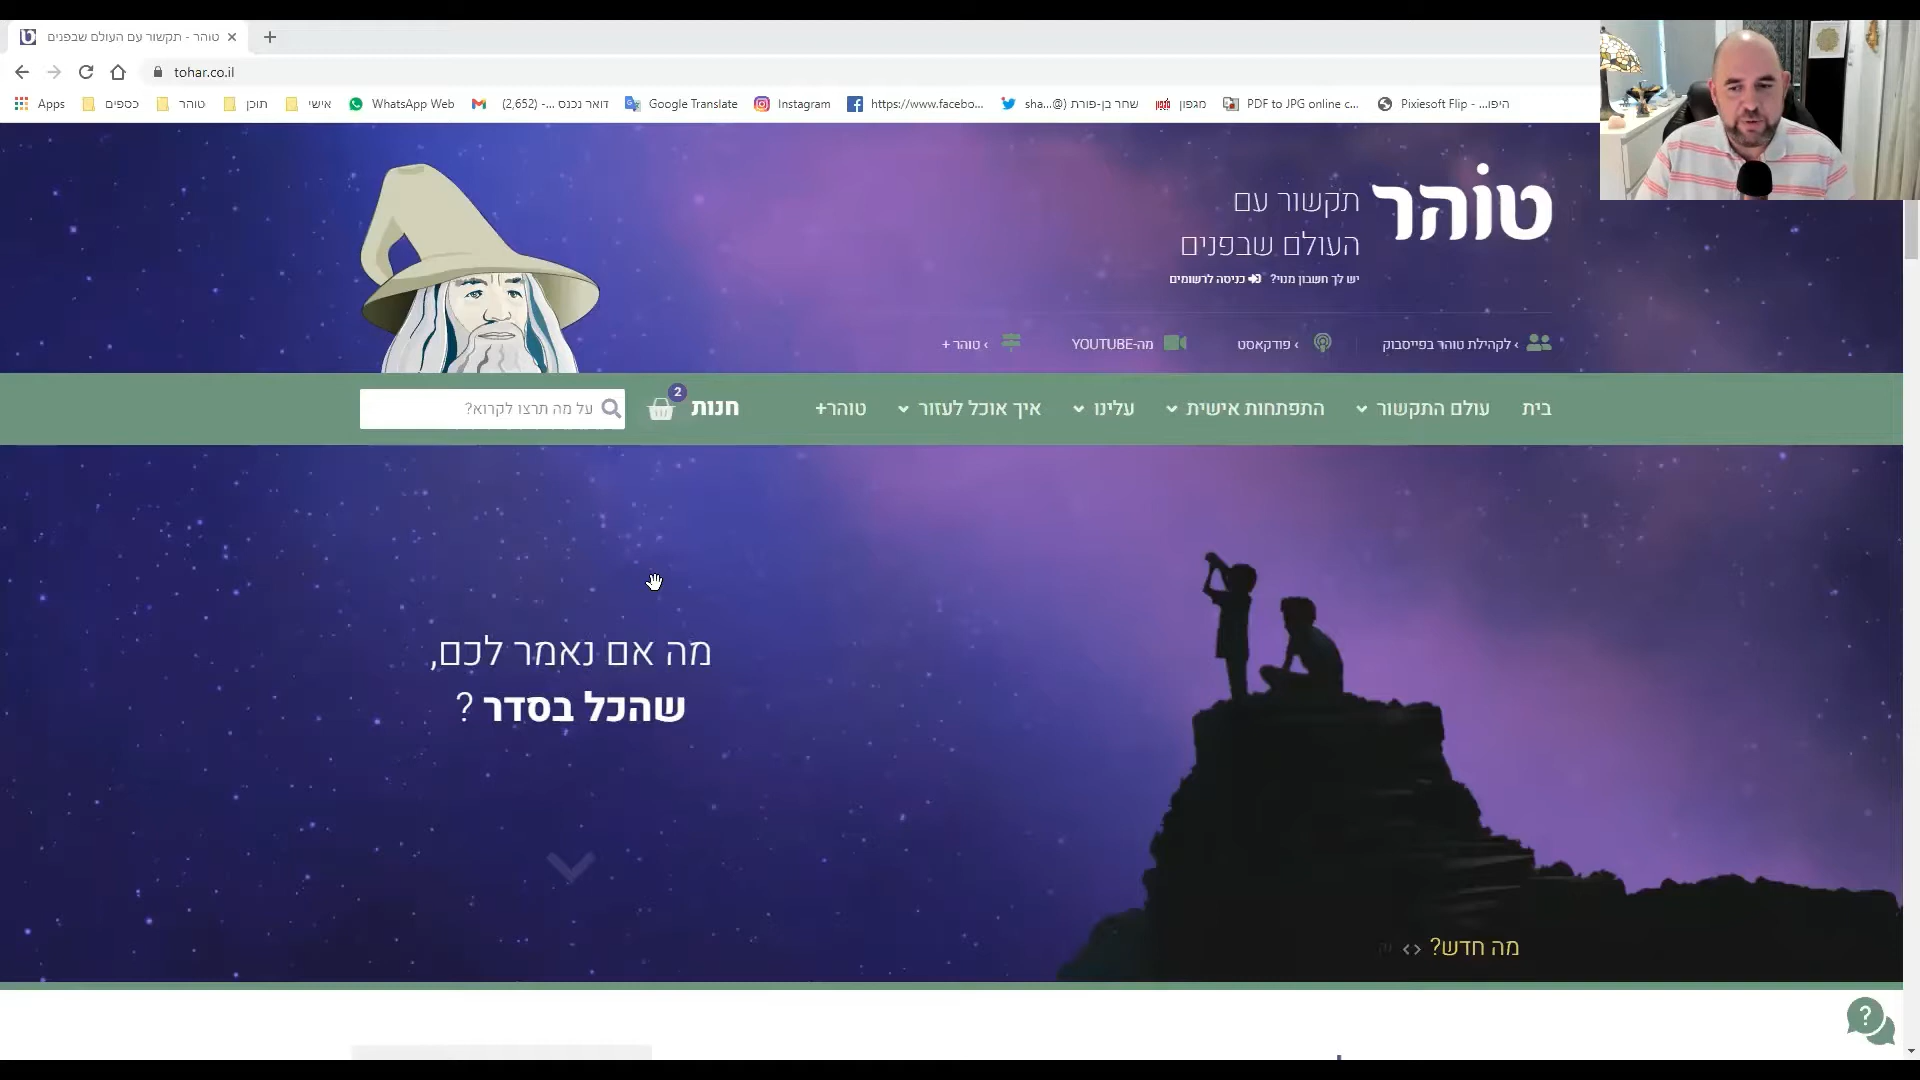 טוהר - תקשור עם העולם שבפנים
tohar.co.il
Apps
כספים
טוהר
תוכן
אישי
WhatsApp Web
דואר נכנס ...- (2,652)
Google Translate
Instagram
https://www.facebo...
שחר בן-פורת (@...sha
מגפון
PDF to JPG online c...
Pixiesoft Flip - ...היפו
טוהר
תקשור עם
העולם שבפנים
יש לך חשבון מנוי? כניסה לרשומים
› לקהילת טוהר בפייסבוק
› פודקאסט
מה-YOUTUBE
› טוהר +
בית
עולם התקשור
התפתחות אישית
עלינו
איך אוכל לעזור
טוהר+
חנות
2
על מה תרצו לקרוא?
מה אם נאמר לכם,
שהכל בסדר ?
מה חדש? <>
?